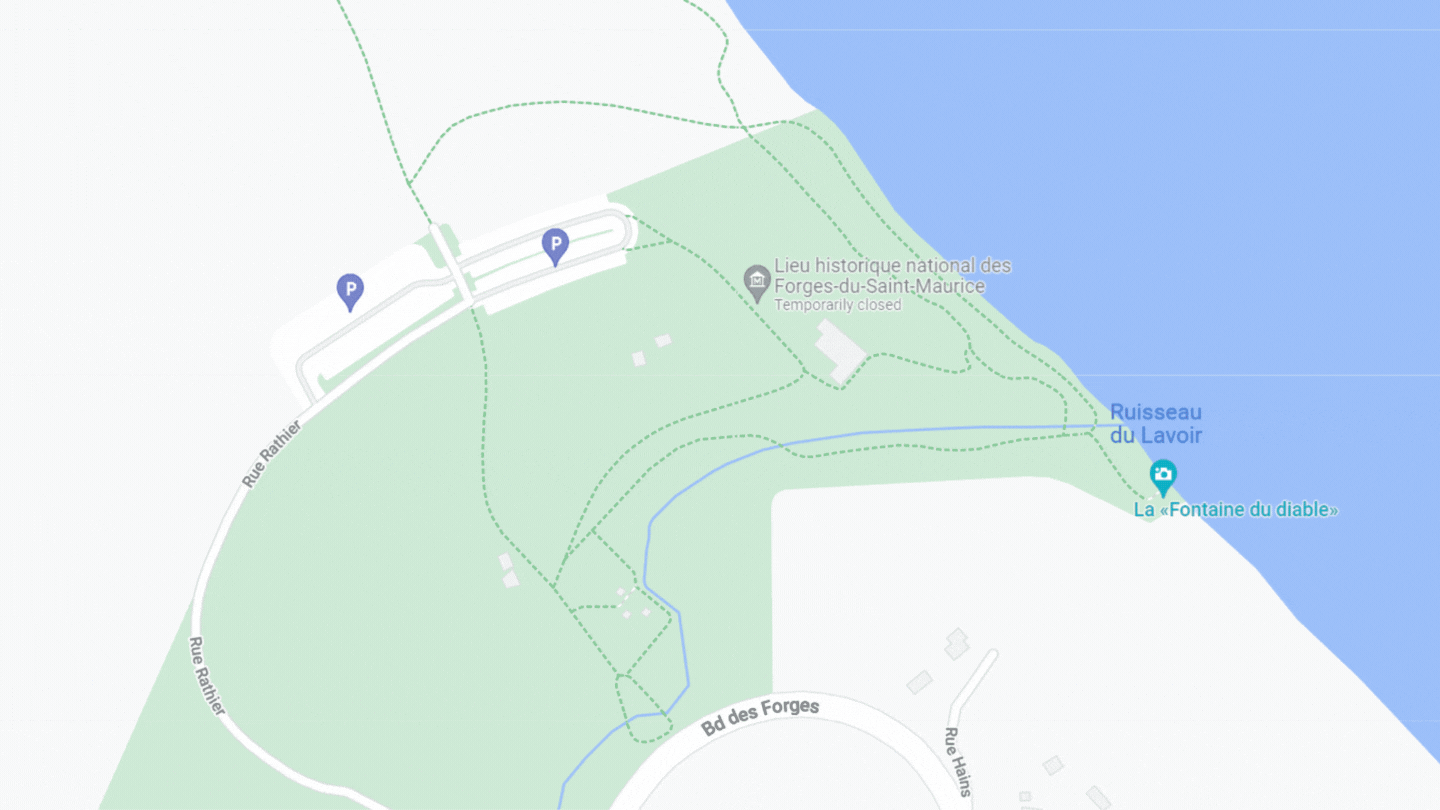 P
P
Lieu historique national des
Forges-du-Saint-Maurice
Temporarily closed
Rue Rathier
Ruisseau
du Lavoir
La «Fontaine du diable»
Rue Rathier
Bd des Forges
Rue Hains